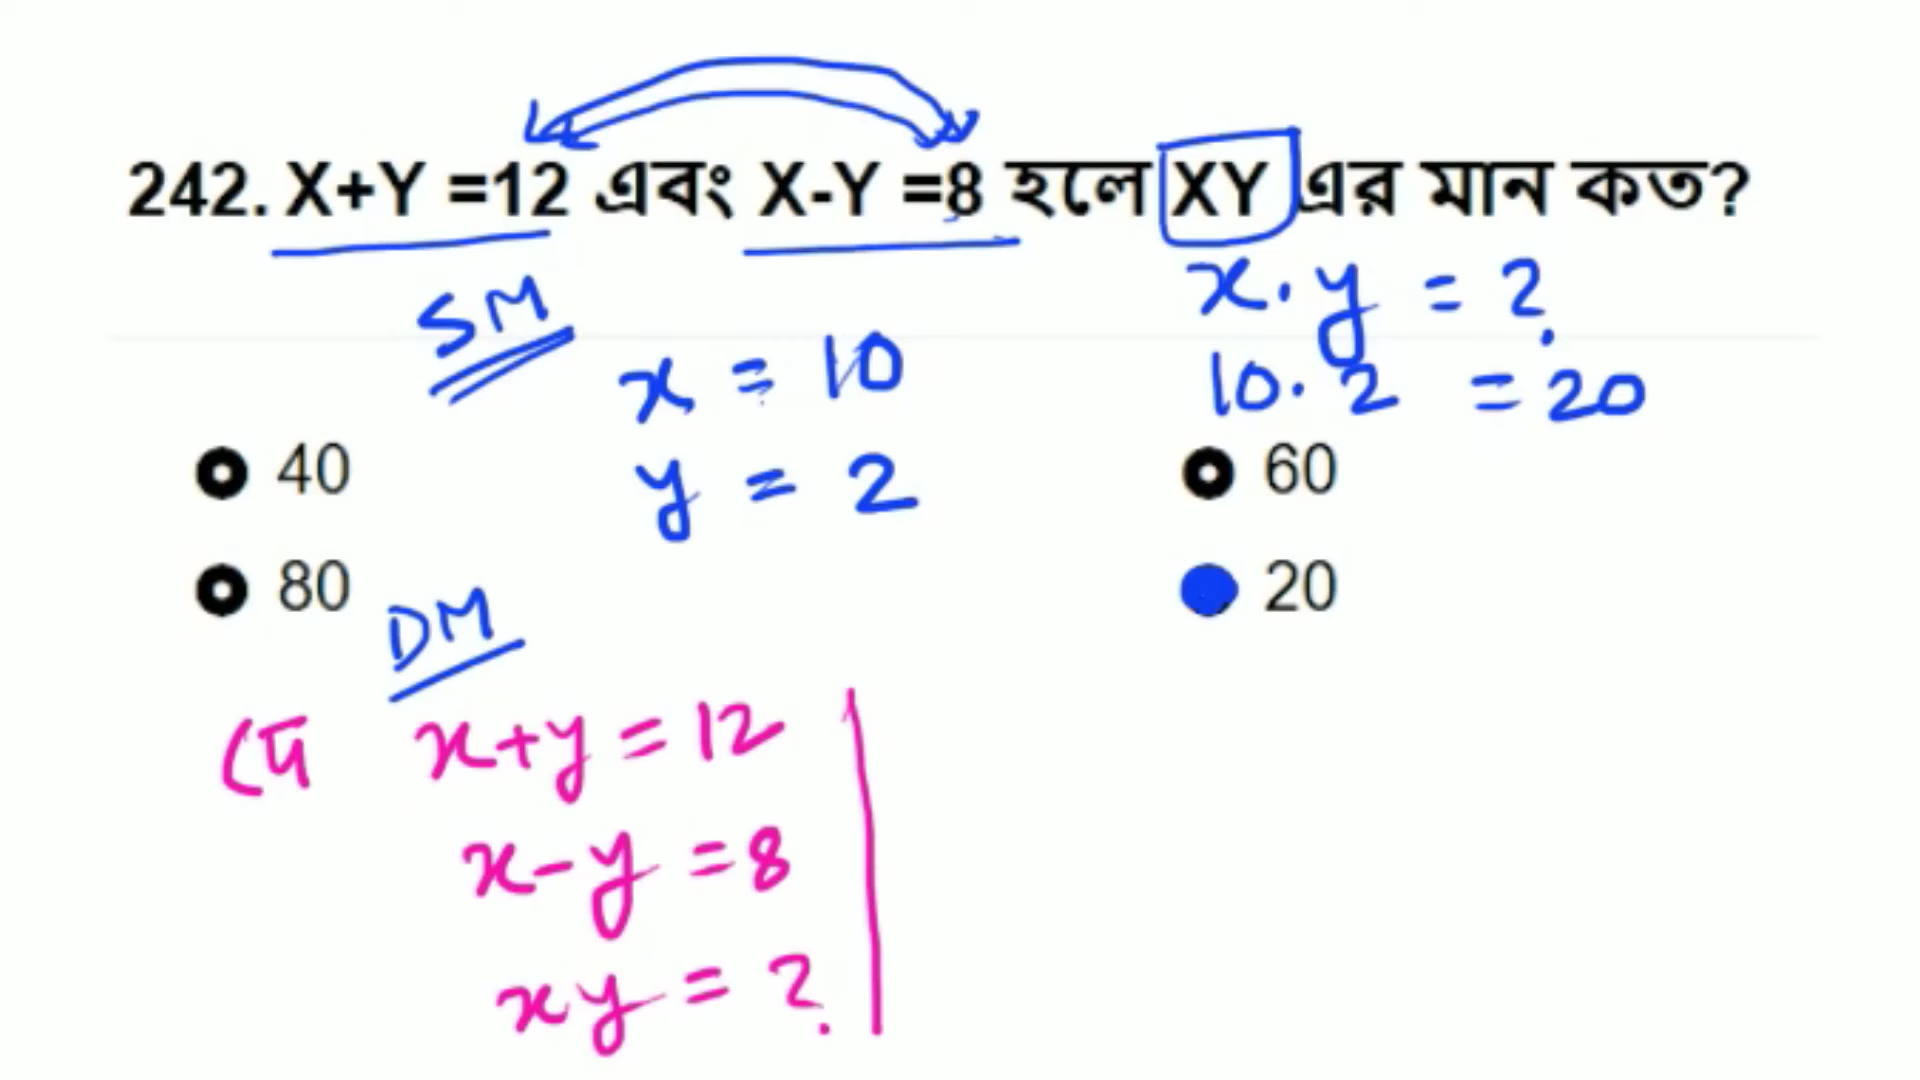 242. X+Y =12 এবং X-Y =8 হলে XY এর মান কত?
SM
x = 10
y = 2
x·y = ?
10·2 = 20
40
60
80
20
DM
x+y = 12
x-y = 8
xy = ?